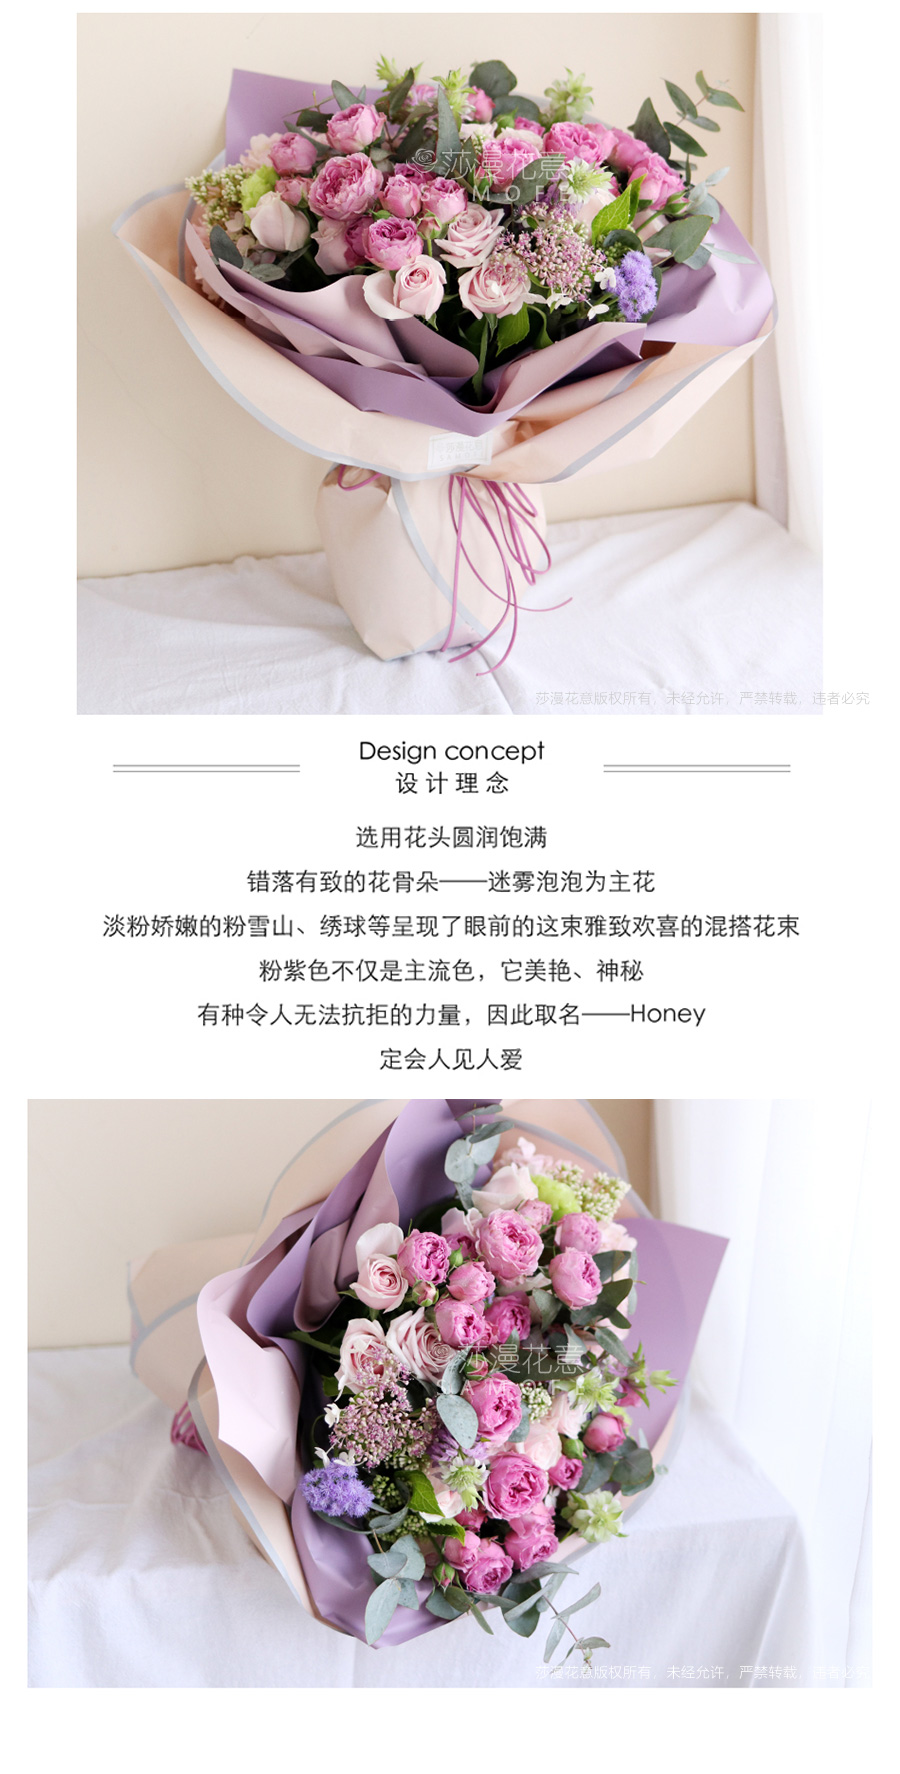 莎漫花意
SAMOFE
莎漫花意版权所有，未经允许，严禁转载，违者必究
Design concept
设计理念
选用花头圆润饱满
错落有致的花骨朵——迷雾泡泡为主花
淡粉娇嫩的粉雪山、绣球等呈现了眼前的这束雅致欢喜的混搭花束
粉紫色不仅是主流色，它美艳、神秘
有种令人无法抗拒的力量，因此取名——Honey
定会人见人爱
莎漫花意
SAMOFE
莎漫花意版权所有，未经允许，严禁转载，违者必究